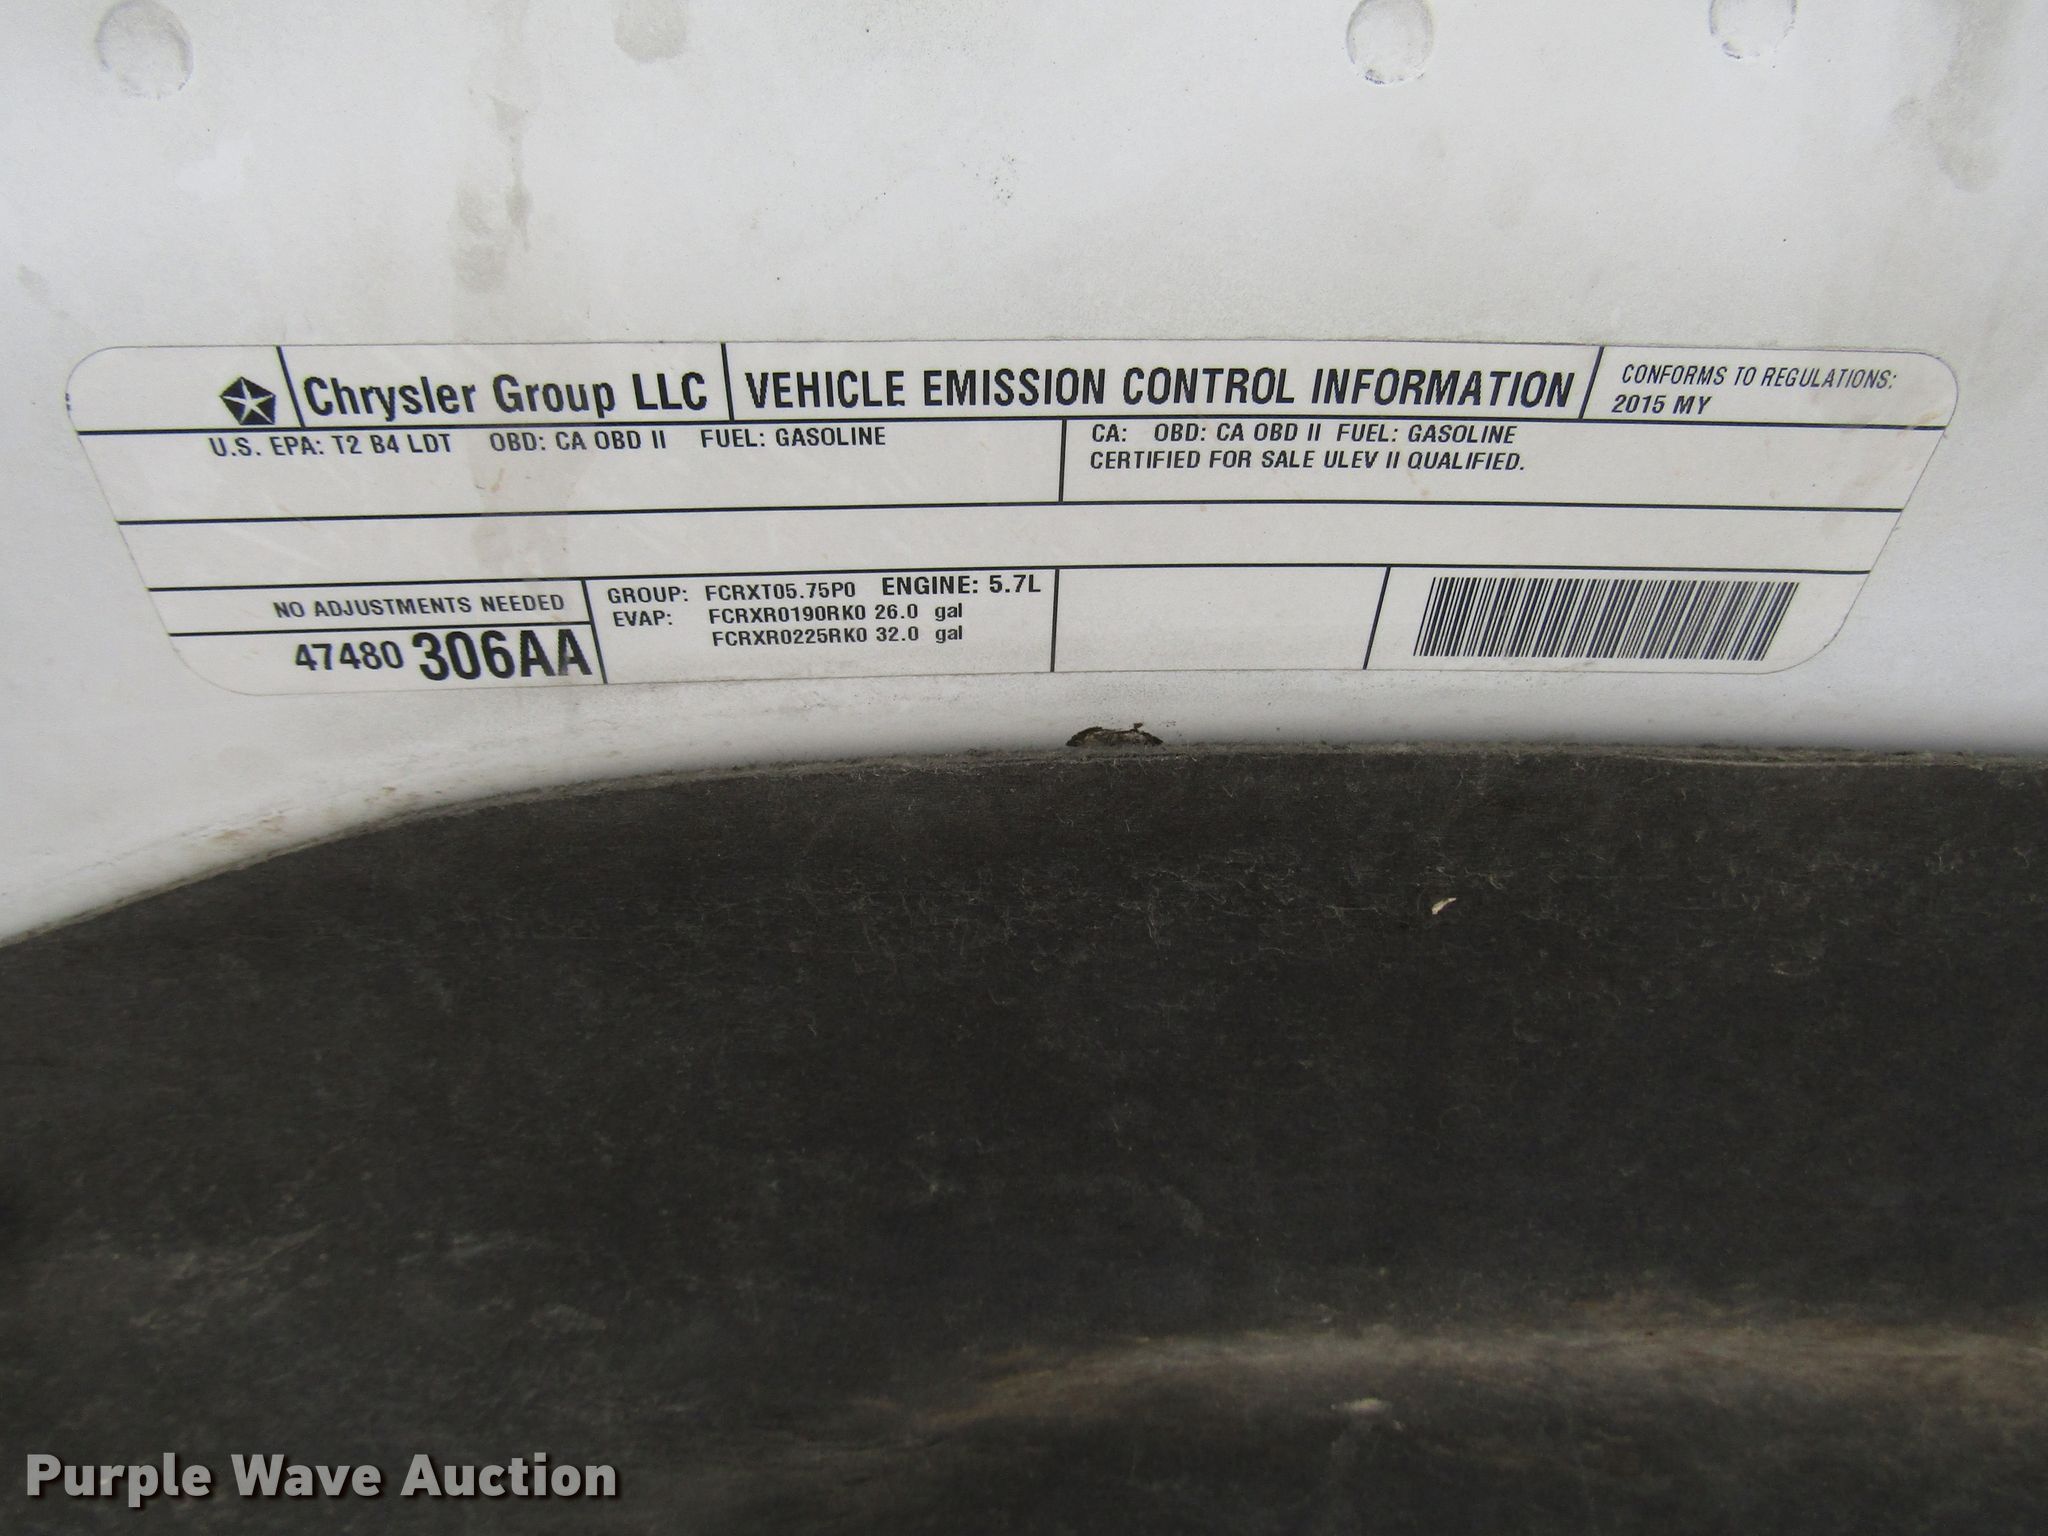 Chrysler Group LLC VEHICLE EMISSION CONTROL INFORMATION
CONFORMS TO REGULATIONS:
2015 MY
U.S. EPA: T2 B4 LDT OBD: CA OBD II FUEL: GASOLINE
CA: OBD: CA OBD II FUEL: GASOLINE
CERTIFIED FOR SALE ULEV II QUALIFIED.
NO ADJUSTMENTS NEEDED
47480 306AA
GROUP: FCRXT05.75P0 ENGINE: 5.7L
EVAP: FCRXR0190RK0 26.0 gal
FCRXR0225RK0 32.0 gal
Purple Wave Auction